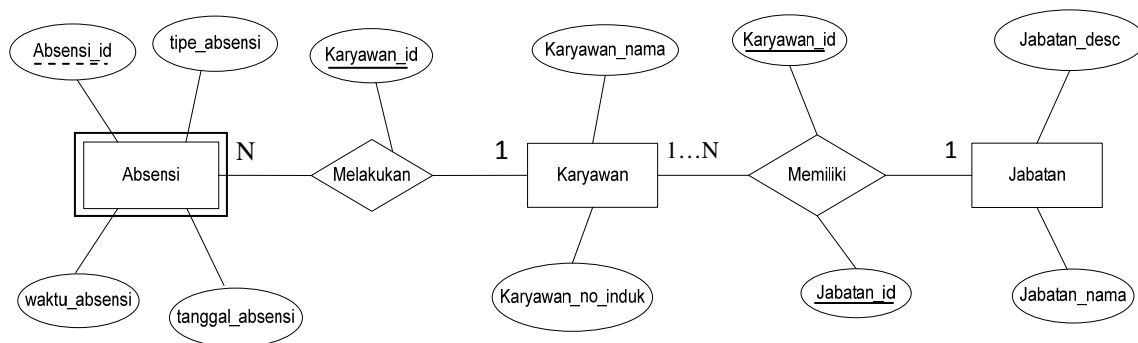 Absensi_id
tipe_absensi
Karyawan_id
Karyawan_nama
Karyawan_id
Jabatan_desc
Absensi
N
Melakukan
1
Karyawan
1...N
Memiliki
1
Jabatan
waktu_absensi
tanggal_absensi
Karyawan_no_induk
Jabatan_id
Jabatan_nama